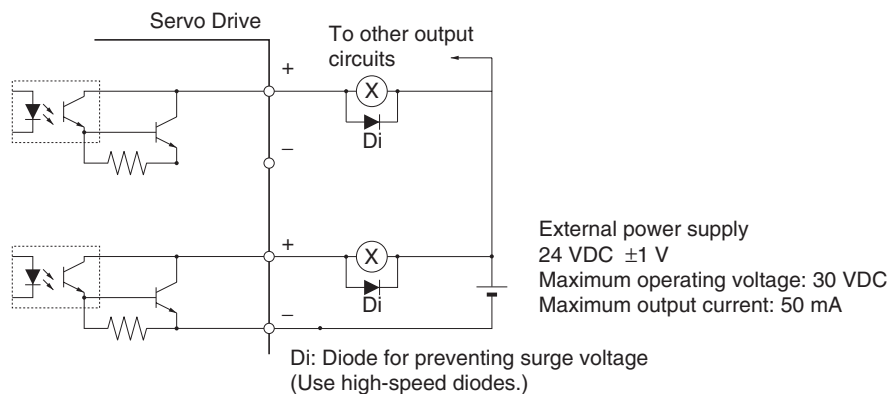 Servo Drive
To other output
circuits
+
X
Di
−
+
X
Di
−
External power supply
24 VDC ±1 V
Maximum operating voltage: 30 VDC
Maximum output current: 50 mA
Di: Diode for preventing surge voltage
(Use high-speed diodes.)